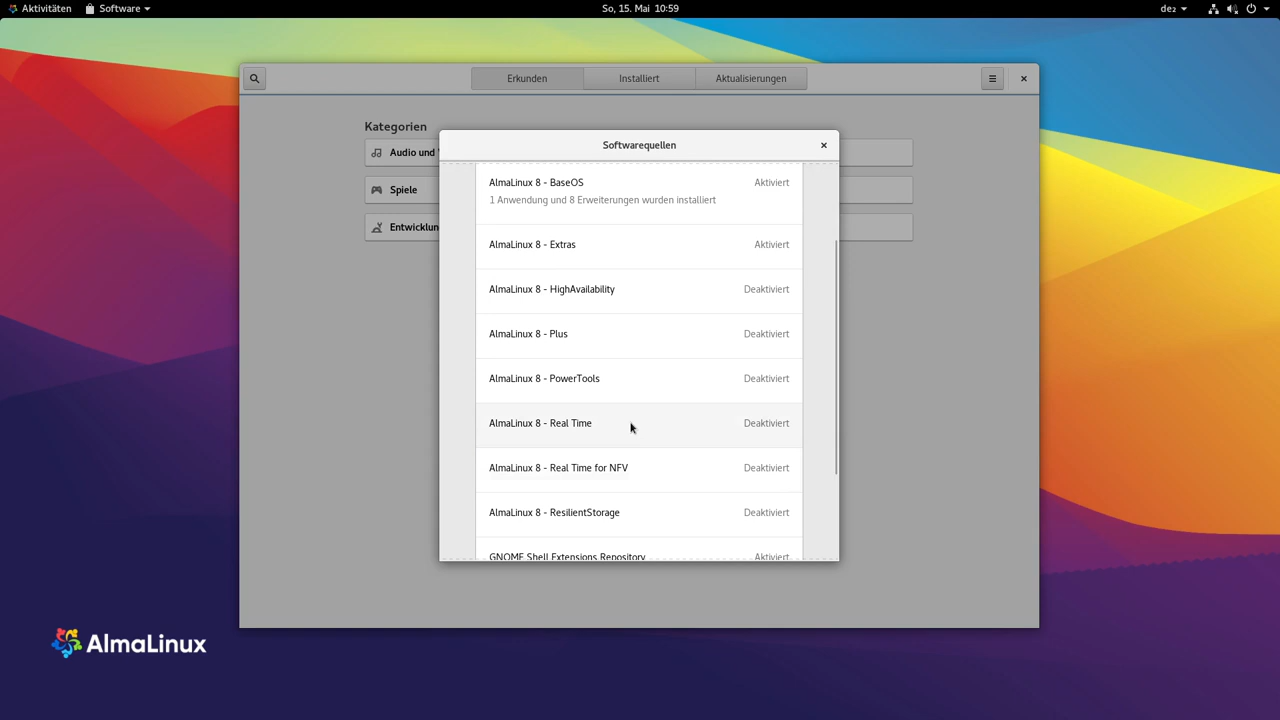 Aktivitäten
Software
So, 15. Mai 10:59
de2
Erkunden
Installiert
Aktualisierungen
Kategorien
Audio und
Spiele
Entwicklun
Softwarequellen
AlmaLinux 8 - BaseOS Aktiviert
1 Anwendung und 8 Erweiterungen wurden installiert
AlmaLinux 8 - Extras Aktiviert
AlmaLinux 8 - HighAvailability Deaktiviert
AlmaLinux 8 - Plus Deaktiviert
AlmaLinux 8 - PowerTools Deaktiviert
AlmaLinux 8 - Real Time Deaktiviert
AlmaLinux 8 - Real Time for NFV Deaktiviert
AlmaLinux 8 - ResilientStorage Deaktiviert
GNOME Shell Extensions Repository Aktiviert
AlmaLinux